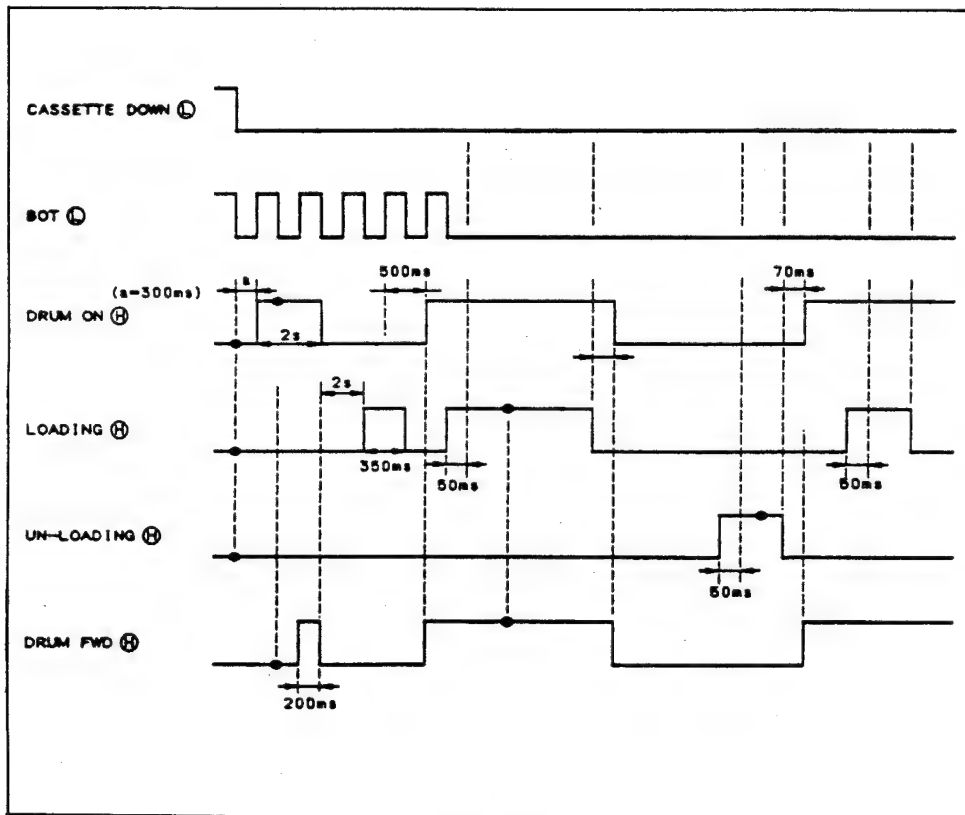 CASSETTE DOWN Ⓛ
BOT Ⓛ
500ms
70ms
a
(a=300ms)
DRUM ON Ⓗ
2s
2s
LOADING Ⓗ
350ms
50ms
50ms
UN-LOADING Ⓗ
50ms
DRUM FWD Ⓗ
200ms